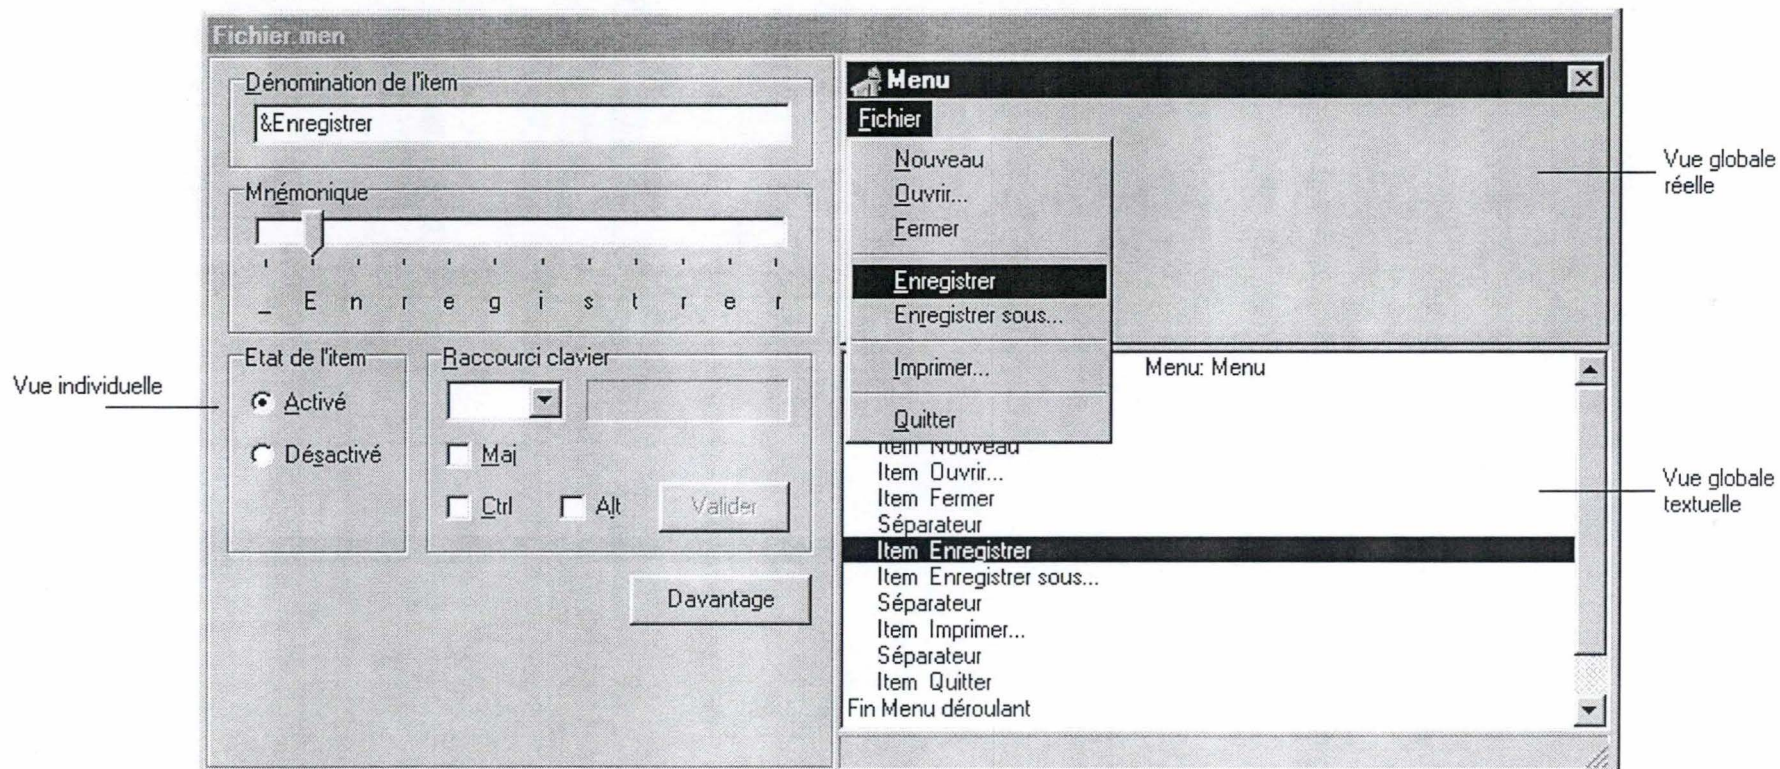 Fichier.men
Dénomination de l'item
&Enregistrer
Mnémonique
_ E n r e g i s t r e r
Etat de l'item
Activé
Désactivé
Raccourci clavier
Maj
Ctrl
Alt
Valider
Davantage
Vue individuelle
Menu
Fichier
Nouveau
Ouvrir...
Fermer
Enregistrer
Enregistrer sous...
Imprimer...
Quitter
Menu: Menu
Item Nouveau
Item Ouvrir...
Item Fermer
Séparateur
Item Enregistrer
Item Enregistrer sous...
Séparateur
Item Imprimer...
Séparateur
Item Quitter
Fin Menu déroulant
Vue globale
réelle
Vue globale
textuelle